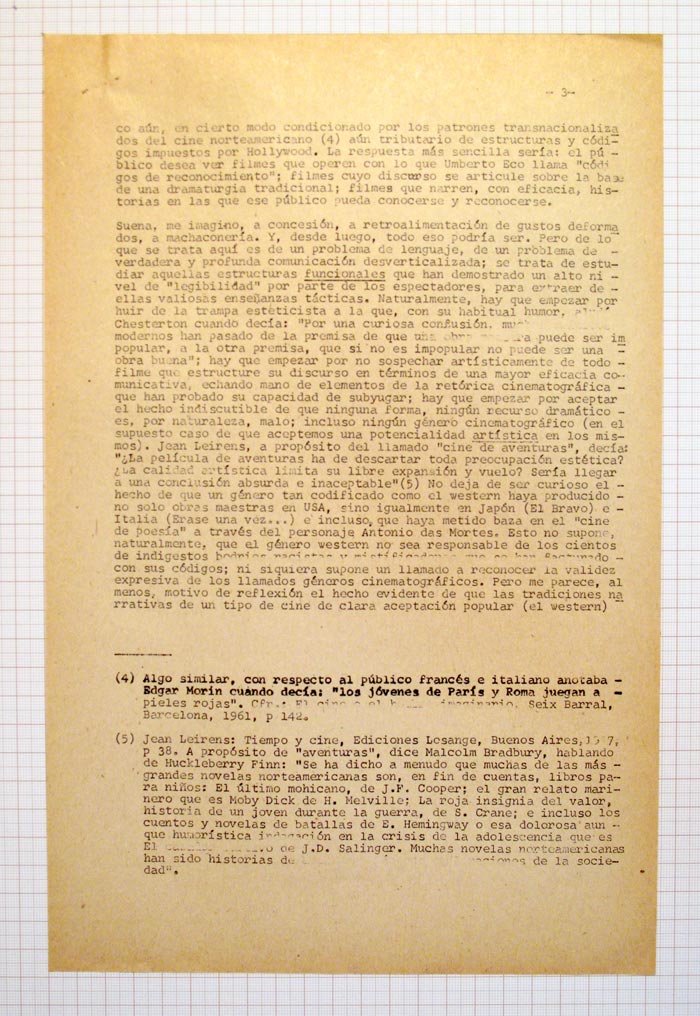 - 3-
co aún, en cierto modo condicionado por los patrones transnacionaliza
dos del cine norteamericano (4) aún tributario de estructuras y códi-
gos impuestos por Hollywood. La respuesta más sencilla sería: el pú-
blico desea ver filmes que operen con lo que Umberto Eco llama "códi
gos de reconocimiento"; filmes cuyo discurso se articule sobre la base
de una dramaturgia tradicional; filmes que narren, con eficacia, his-
torias en las que ese público pueda conocerse y reconocerse.
Suena, me imagino, a concesión, a retroalimentación de gustos deforma
dos, a machaconería. Y, desde luego, todo eso podría ser. Pero de lo
que se trata aquí es de un problema de lenguaje, de un problema de -
verdadera y profunda comunicación desverticalizada; se trata de estu-
diar aquellas estructuras funcionales que han demostrado un alto ni -
vel de "legibilidad" por parte de los espectadores, para extraer de -
ellas valiosas enseñanzas tácticas. Naturalmente, hay que empezar por
huir de la trampa esteticista a la que, con su habitual humor,
Chesterton cuando decía: "Por una curiosa confusión,
modernos han pasado de la premisa de que una puede ser im
popular, a la otra premisa, que si no es impopular no puede ser una -
obra buena"; hay que empezar por no sospechar artísticamente de todo -
filme que estructure su discurso en términos de una mayor eficacia co-
municativa, echando mano de elementos de la retórica cinematográfica -
que han probado su capacidad de subyugar; hay que empezar por aceptar
el hecho indiscutible de que ninguna forma, ningún recurso dramático -
es, por naturaleza, malo; incluso ningún género cinematográfico (en el
supuesto caso de que aceptemos una potencialidad artística en los mis-
mos). Jean Leirens, a propósito del llamado "cine de aventuras", decía:
"¿La película de aventuras ha de descartar toda preocupación estética?
¿La calidad artística limita su libre expansión y vuelo? Sería llegar
a una conclusión absurda e inaceptable"(5) No deja de ser curioso el -
hecho de que un género tan codificado como el western haya producido -
no solo obras maestras en USA, sino igualmente en Japón (El Bravo) e -
Italia (Erase una vez...) e incluso, que haya metido baza en el "cine
de poesía" a través del personaje Antonio das Mortes. Esto no supone,
naturalmente, que el género western no sea responsable de los cientos
de indigestos que se han facturado -
con sus códigos; ni siquiera supone un llamado a reconocer la validez
expresiva de los llamados géneros cinematográficos. Pero me parece, al
menos, motivo de reflexión el hecho evidente de que las tradiciones na
rrativas de un tipo de cine de clara aceptación popular (el western) -
(4) Algo similar, con respecto al público francés e italiano anotaba -
Edgar Morin cuando decía: "los jóvenes de París y Roma juegan a -
pieles rojas". Cfr.: El cine o el imaginario. Seix Barral,
Barcelona, 1961, p 142.
(5) Jean Leirens: Tiempo y cine, Ediciones Losange, Buenos Aires,
p 38. A propósito de "aventuras", dice Malcolm Bradbury, hablando
de Huckleberry Finn: "Se ha dicho a menudo que muchas de las más -
grandes novelas norteamericanas son, en fin de cuentas, libros pa-
ra niños: El último mohicano, de J.F. Cooper; el gran relato mari-
nero que es Moby Dick de H. Melville; La roja insignia del valor,
historia de un joven durante la guerra, de S. Crane; e incluso los
cuentos y novelas de batallas de E. Hemingway o esa dolorosa aun -
que humorística indagación en la crisis de la adolescencia que es
El de J.D. Salinger. Muchas novelas norteamericanas
han sido historias de de la socie-
dad".